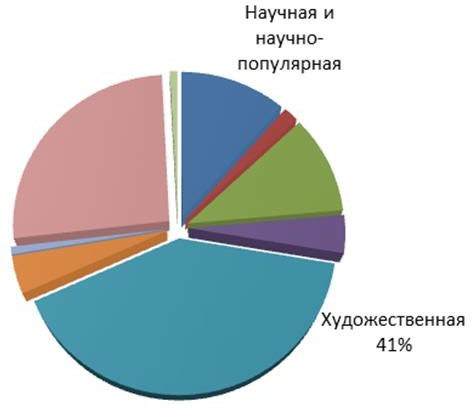 Научная и
научно-
популярная
Художественная
41%